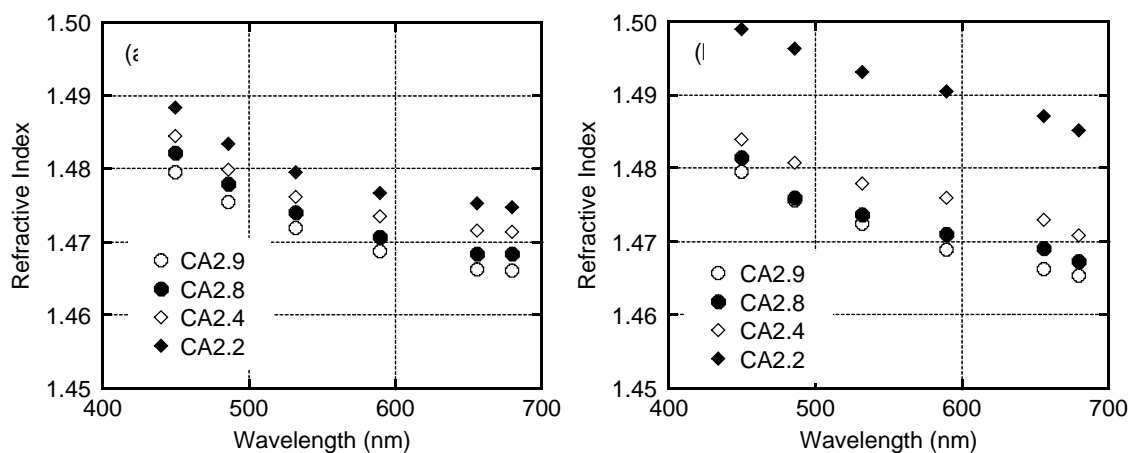 (a
1.50
1.49
1.48
1.47
1.46
1.45
Refractive Index
CA2.9
CA2.8
CA2.4
CA2.2
400
500
600
700
Wavelength (nm)
1.50
1.49
1.48
1.47
1.46
1.45
Refractive Index
CA2.9
CA2.8
CA2.4
CA2.2
400
500
600
700
Wavelength (nm)